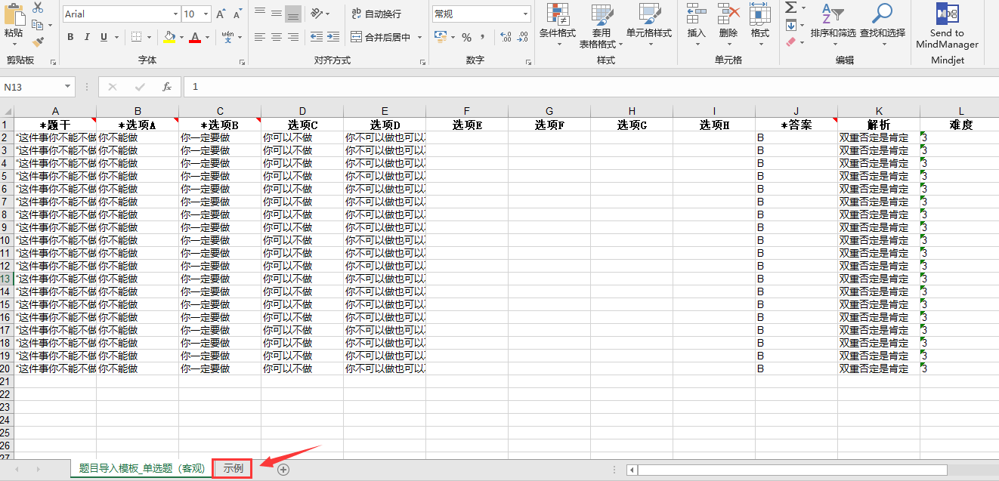 Arial 10 A A ab 自动换行 常规 Σ A Z
粘贴 B I U A wén 文 合并后居中 % , 条件格式 套用 表格格式 单元格样式 插入 删除 格式 排序和筛选 查找和选择 Send to MindManager
剪贴板 字体 对齐方式 数字 样式 单元格 编辑 Mindjet
N13 fx 1
A B C D E F G H I J K L
1 *题干 *选项A *选项B 选项C 选项D 选项E 选项F 选项G 选项H *答案 解析 难度
2 “这件事你不能不做 你不能做 你一定要做 你可以不做 你不可以做也可以 B 双重否定是肯定 3
3 “这件事你不能不做 你不能做 你一定要做 你可以不做 你不可以做也可以 B 双重否定是肯定 3
4 “这件事你不能不做 你不能做 你一定要做 你可以不做 你不可以做也可以 B 双重否定是肯定 3
5 “这件事你不能不做 你不能做 你一定要做 你可以不做 你不可以做也可以 B 双重否定是肯定 3
6 “这件事你不能不做 你不能做 你一定要做 你可以不做 你不可以做也可以 B 双重否定是肯定 3
7 “这件事你不能不做 你不能做 你一定要做 你可以不做 你不可以做也可以 B 双重否定是肯定 3
8 “这件事你不能不做 你不能做 你一定要做 你可以不做 你不可以做也可以 B 双重否定是肯定 3
9 “这件事你不能不做 你不能做 你一定要做 你可以不做 你不可以做也可以 B 双重否定是肯定 3
10 “这件事你不能不做 你不能做 你一定要做 你可以不做 你不可以做也可以 B 双重否定是肯定 3
11 “这件事你不能不做 你不能做 你一定要做 你可以不做 你不可以做也可以 B 双重否定是肯定 3
12 “这件事你不能不做 你不能做 你一定要做 你可以不做 你不可以做也可以 B 双重否定是肯定 3
13 “这件事你不能不做 你不能做 你一定要做 你可以不做 你不可以做也可以 B 双重否定是肯定 3
14 “这件事你不能不做 你不能做 你一定要做 你可以不做 你不可以做也可以 B 双重否定是肯定 3
15 “这件事你不能不做 你不能做 你一定要做 你可以不做 你不可以做也可以 B 双重否定是肯定 3
16 “这件事你不能不做 你不能做 你一定要做 你可以不做 你不可以做也可以 B 双重否定是肯定 3
17 “这件事你不能不做 你不能做 你一定要做 你可以不做 你不可以做也可以 B 双重否定是肯定 3
18 “这件事你不能不做 你不能做 你一定要做 你可以不做 你不可以做也可以 B 双重否定是肯定 3
19 “这件事你不能不做 你不能做 你一定要做 你可以不做 你不可以做也可以 B 双重否定是肯定 3
20 “这件事你不能不做 你不能做 你一定要做 你可以不做 你不可以做也可以 B 双重否定是肯定 3
21
22
23
24
25
26
27
题目导入模板_单选题（客观） 示例